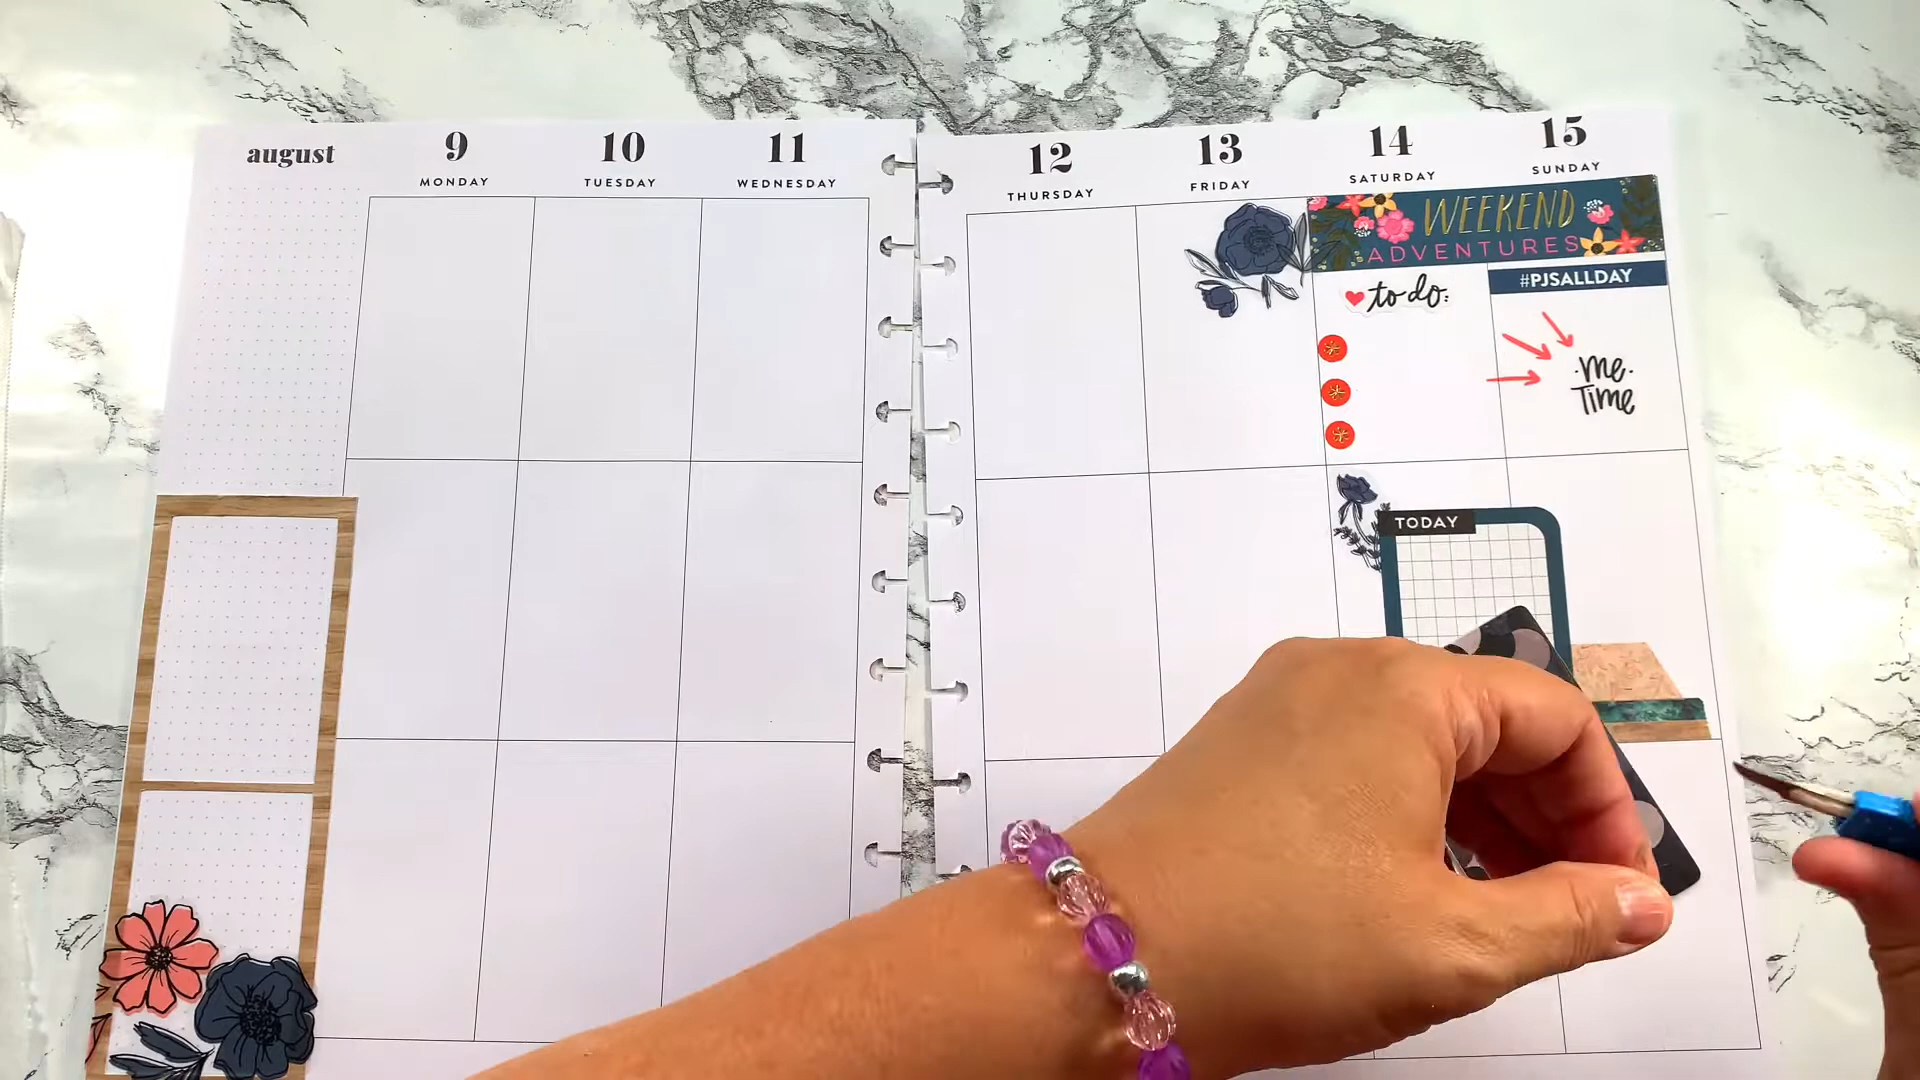 august
9
MONDAY
10
TUESDAY
11
WEDNESDAY
12
THURSDAY
13
FRIDAY
14
SATURDAY
15
SUNDAY
WEEKEND
ADVENTURES
to do:
#PJSALLDAY
·me·
Time
TODAY